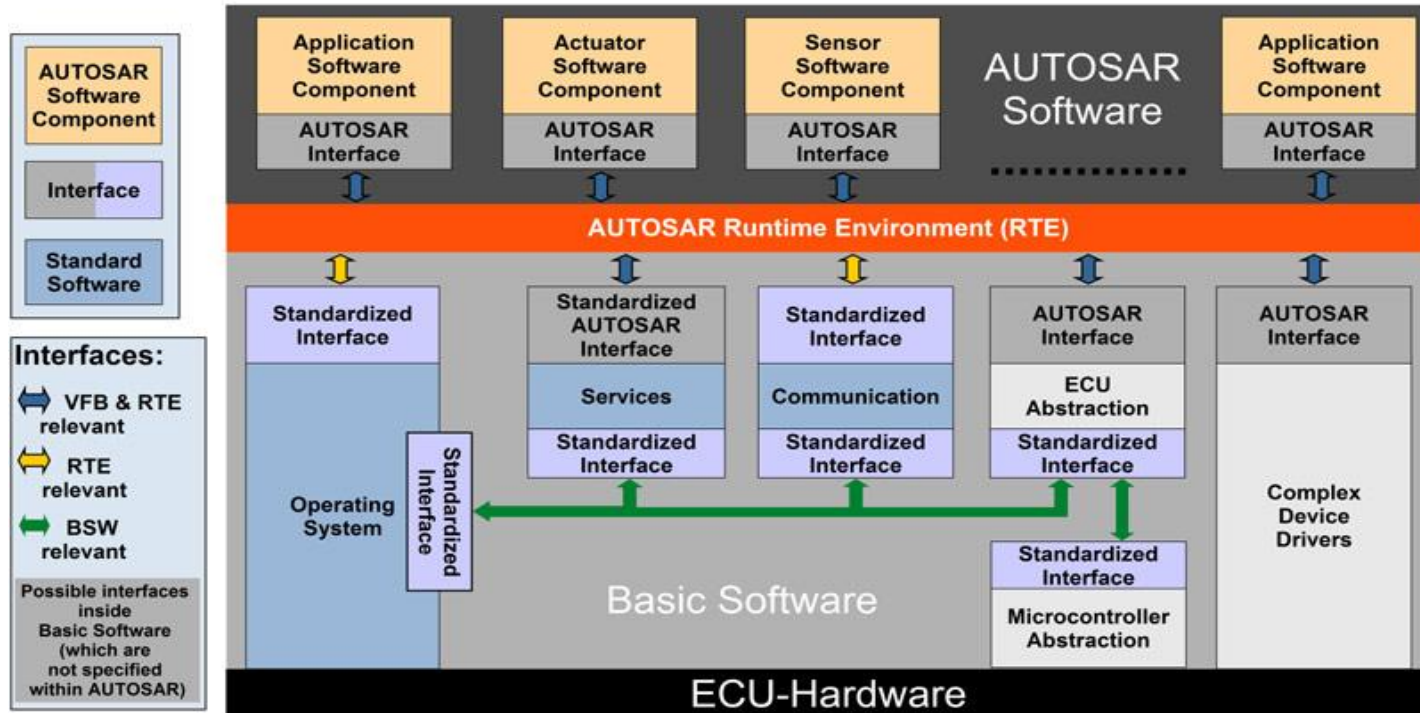 AUTOSAR
Software
Component
Interface
Standard
Software
Interfaces:
VFB & RTE
relevant
RTE
relevant
BSW
relevant
Possible interfaces
inside
Basic Software
(which are
not specified
within AUTOSAR)
Application
Software
Component
AUTOSAR
Interface
Actuator
Software
Component
AUTOSAR
Interface
Sensor
Software
Component
AUTOSAR
Interface
AUTOSAR
Software
Application
Software
Component
AUTOSAR
Interface
AUTOSAR Runtime Environment (RTE)
Standardized
Interface
Operating
System
Standardized
Interface
Standardized
AUTOSAR
Interface
Services
Standardized
Interface
Standardized
Interface
Communication
Standardized
Interface
AUTOSAR
Interface
ECU
Abstraction
Standardized
Interface
Standardized
Interface
Microcontroller
Abstraction
AUTOSAR
Interface
Complex
Device
Drivers
Basic Software
ECU-Hardware